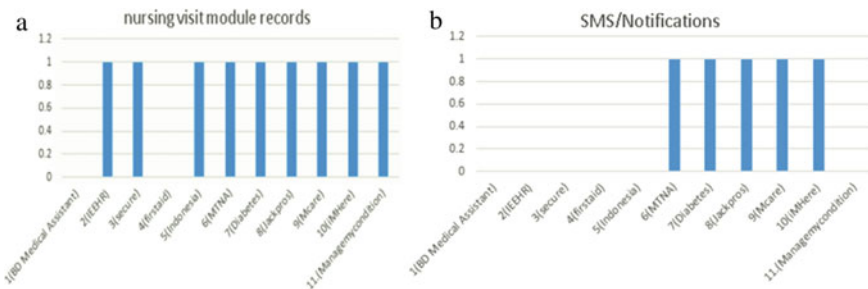 a
nursing visit module records
1.2
1
0.8
0.6
0.4
0.2
0
1(BD Medical Assistant)
2(IEEHR)
3(secure)
4(firstaid)
5(Indonesia)
6(MTNA)
7(Diabetes)
8(Jackpros)
9(Mcare)
10(iMHere)
11.(Managemycondition)
b
SMS/Notifications
1.2
1
0.8
0.6
0.4
0.2
0
1(BD Medical Assistant)
2(IEEHR)
3(secure)
4(firstaid)
5(Indonesia)
6(MTNA)
7(Diabetes)
8(Jackpros)
9(Mcare)
10(iMHere)
11.(Managemycondition)